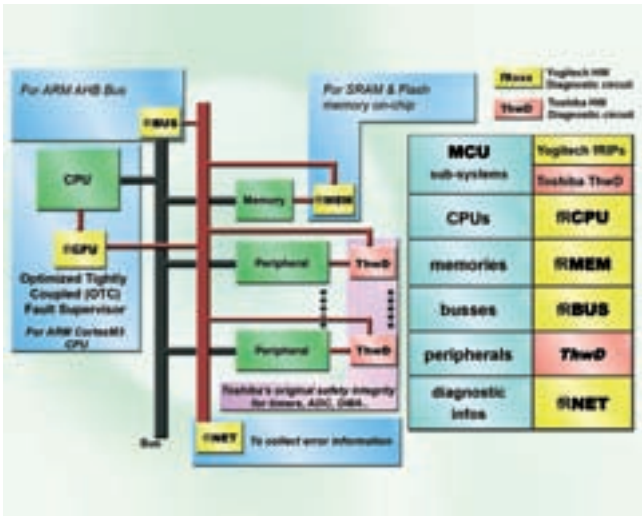 For ARM AHB Bus
fRBUS
For SRAM & Flash
memory on-chip
Yogitech HW
Diagnostic circuit
ThwD
Toshiba HW
Diagnostic circuit
CPU
fRCPU
Optimized Tightly
Coupled (OTC)
Fault Supervisor
For ARM CortexM3
CPU
Memory
fRMEM
Peripheral
ThwD
Peripheral
ThwD
Toshiba's original safety integrity
for timers, ADC, DMA..
Bus
fRNET
To collect error information
MCU
sub-systems
Yogitech fRIPs
Toshiba ThwD
CPUs
fRCPU
memories
fRMEM
busses
fRBUS
peripherals
ThwD
diagnostic
infos
fRNET